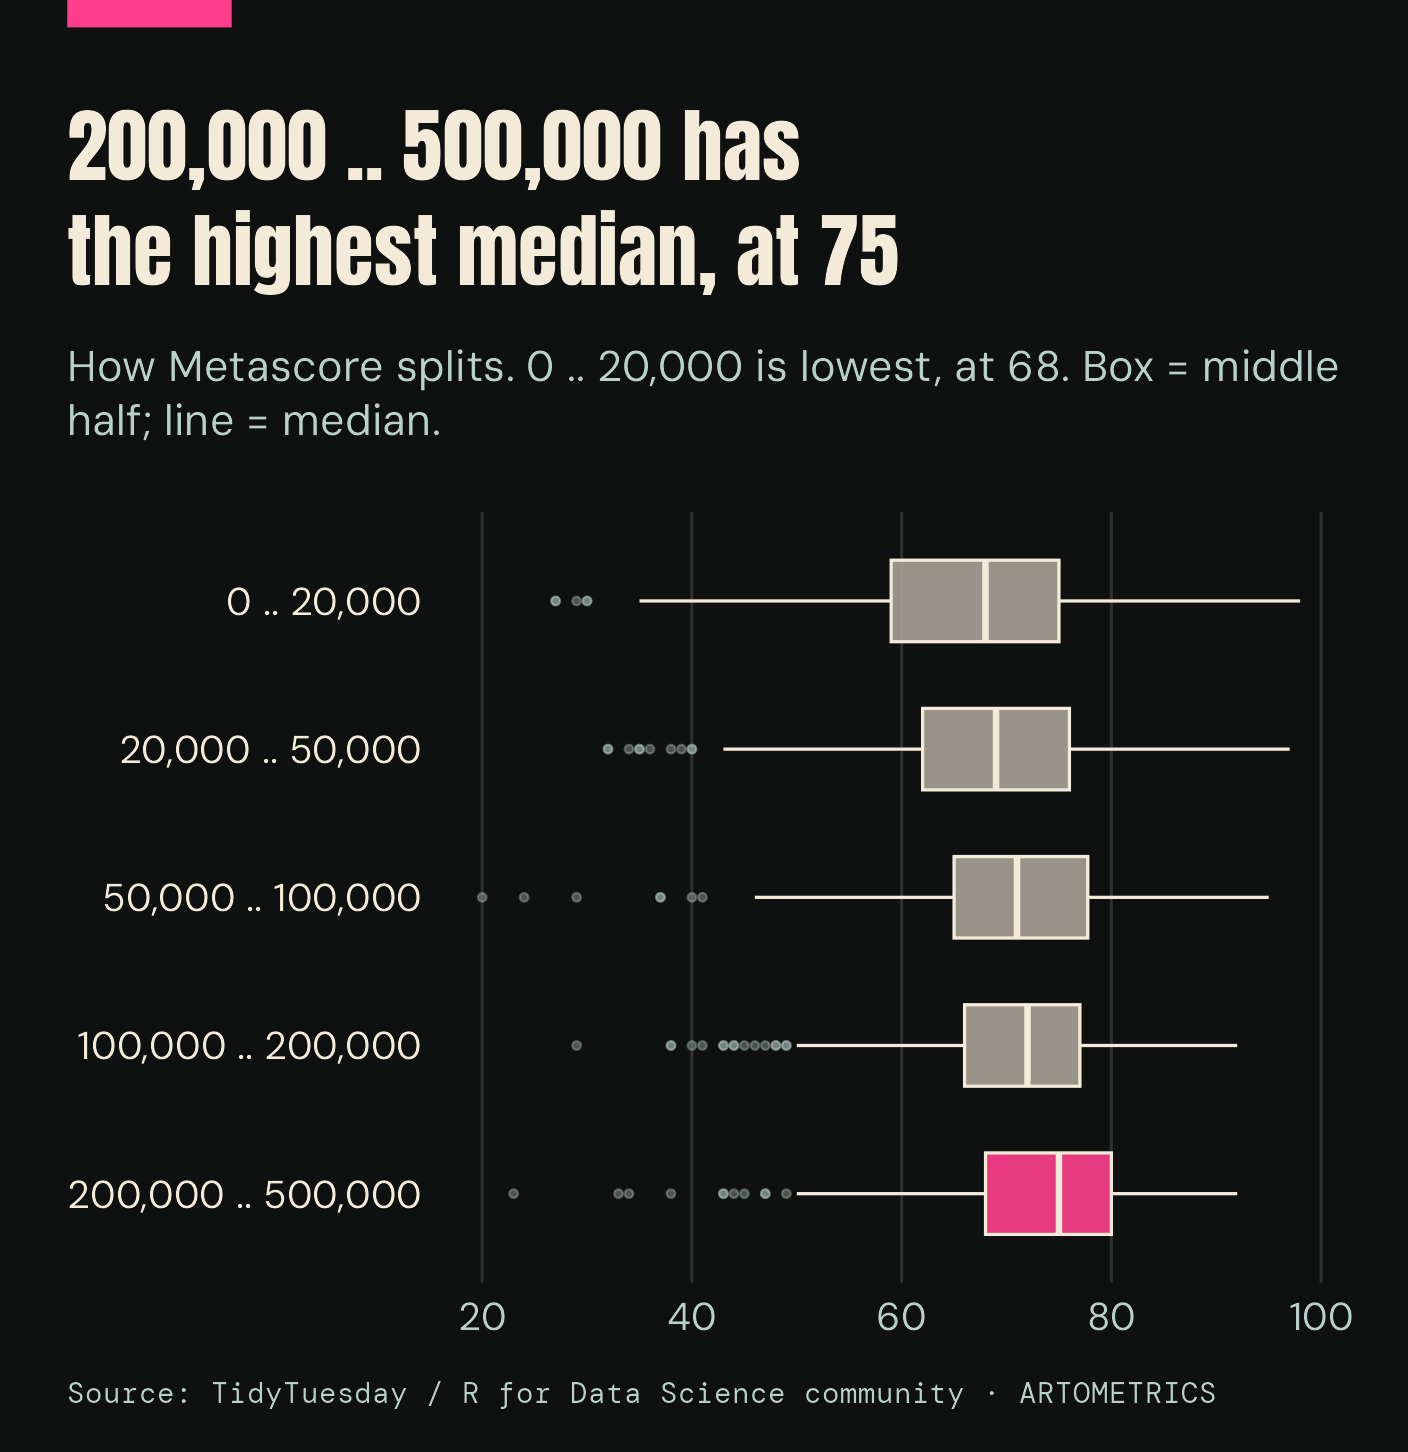 200,000 .. 500,000 has
the highest median, at 75
How Metascore splits. 0 .. 20,000 is lowest, at 68. Box = middle
half; line = median.
0 .. 20,000
20,000 .. 50,000
50,000 .. 100,000
100,000 .. 200,000
200,000 .. 500,000
20 40 60 80 100
Source: TidyTuesday / R for Data Science community · ARTOMETRICS